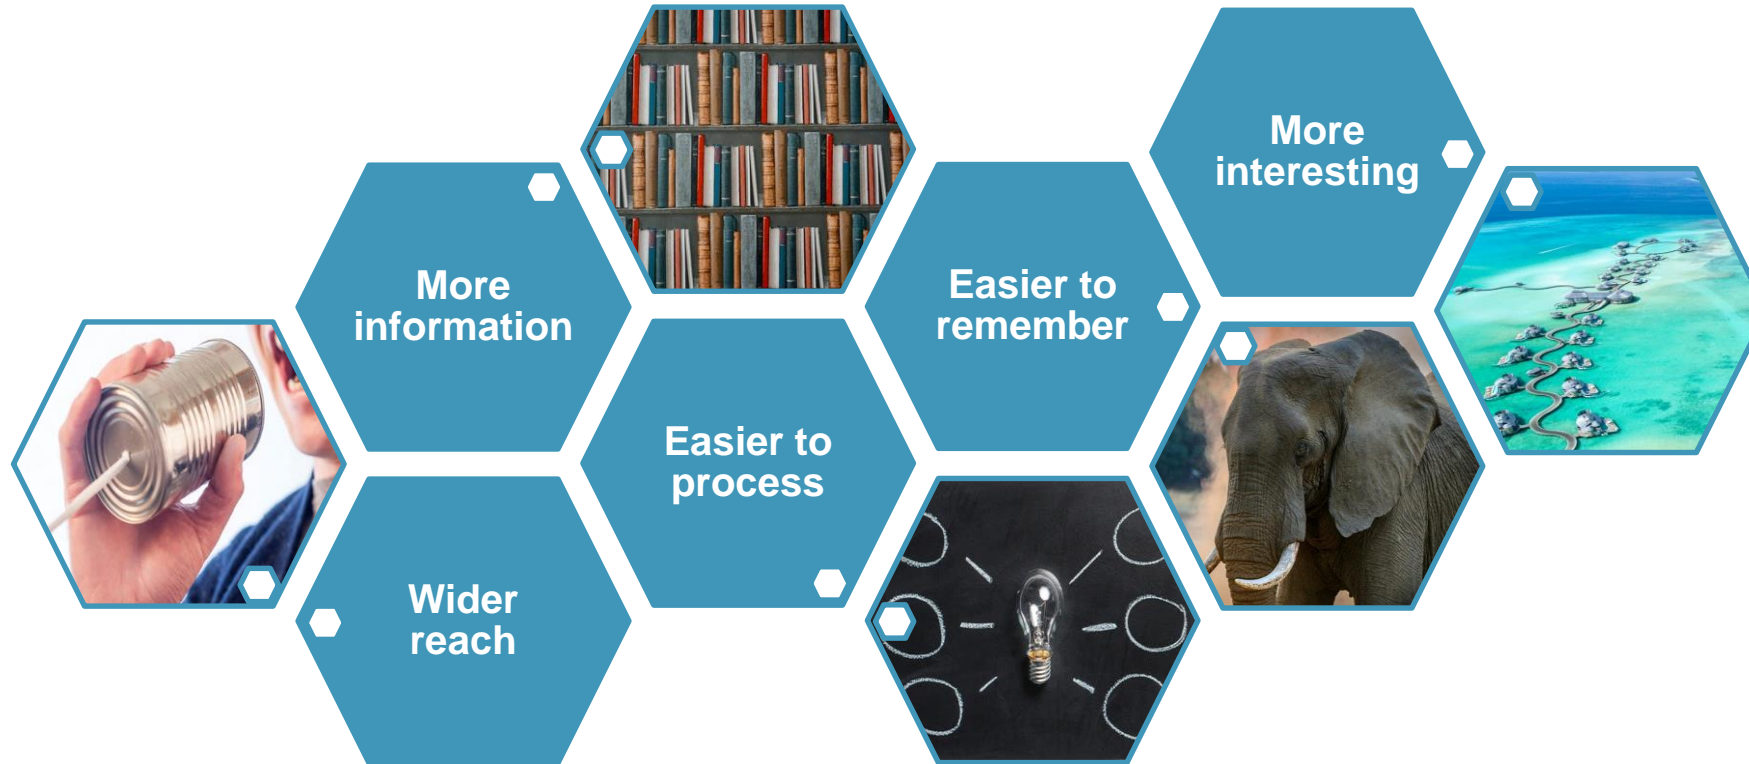 More
information
Wider
reach
Easier to
process
Easier to
remember
More
interesting